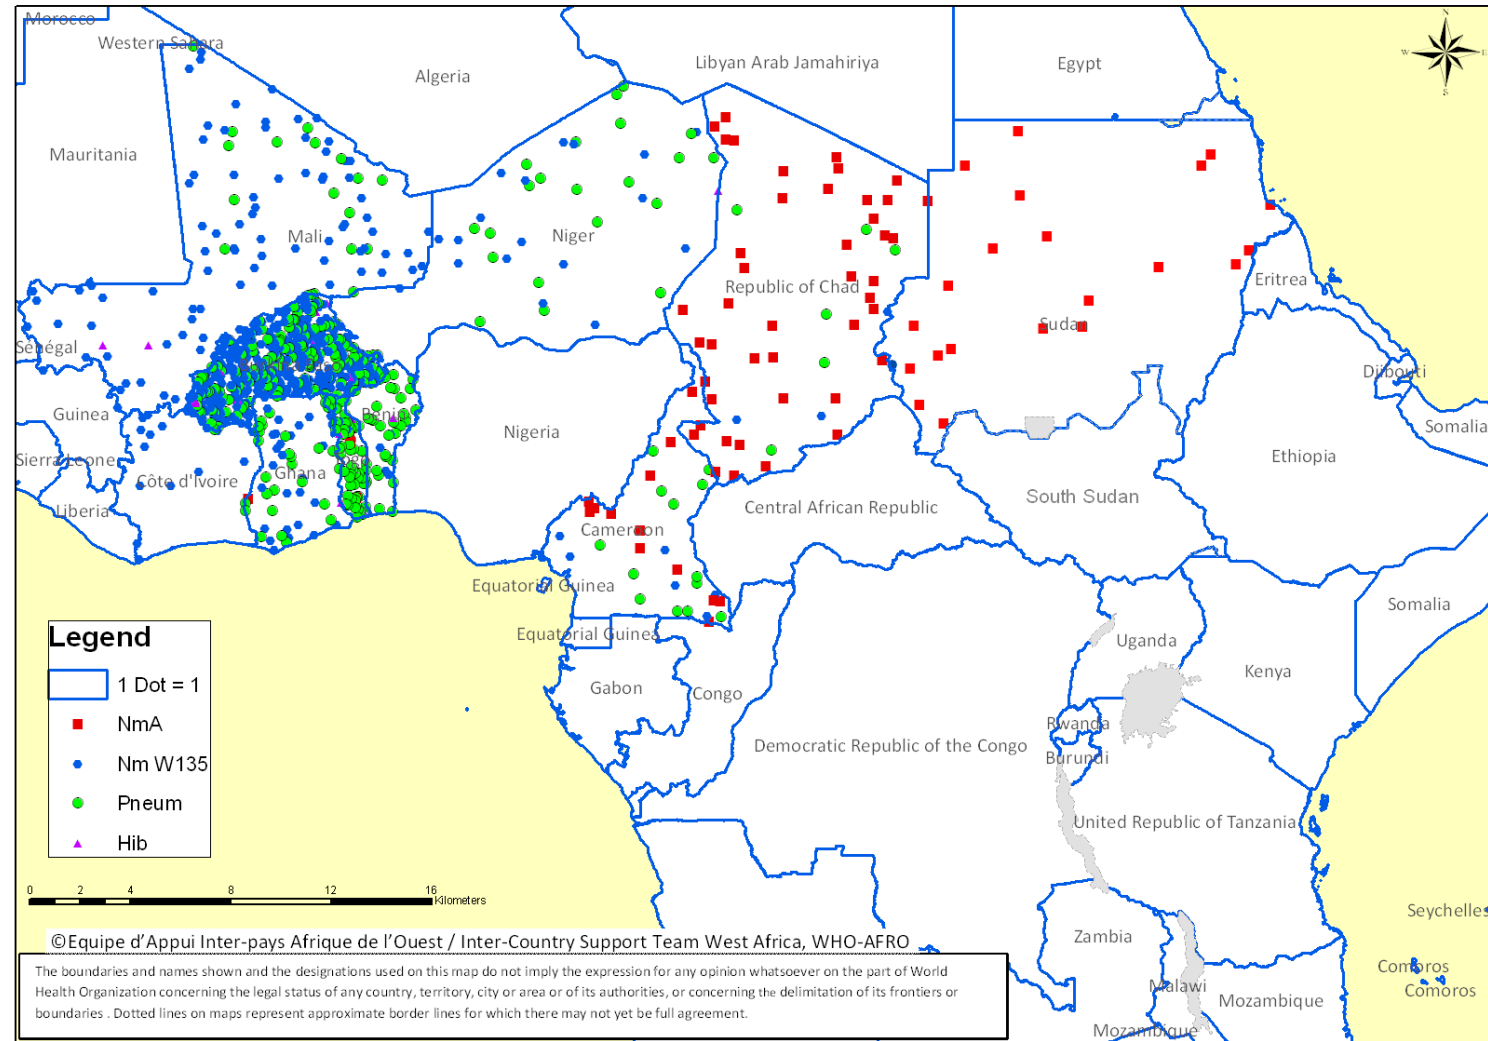 Morocco
Western Sahara
Algeria
Libyan Arab Jamahiriya
Egypt
N
W
E
S
Mauritania
Mali
Niger
Republic of Chad
Sudan
Eritrea
Sénégal
Djibouti
Guinea
Benin
Nigeria
Somalia
Sierra Leone
Côte d'Ivoire
Ghana
Togo
Ethiopia
Liberia
Cameroon
Central African Republic
South Sudan
Equatorial Guinea
Equatorial Guinea
Somalia
Uganda
Kenya
Gabon
Congo
Rwanda
Democratic Republic of the Congo
Burundi
United Republic of Tanzania
Seychelles
Zambia
Comoros
Comoros
Malawi
Mozambique
Mozambique
Legend
1 Dot = 1
NmA
Nm W135
Pneum
Hib
0 2 4 8 12 16
Kilometers
©Equipe d’Appui Inter-pays Afrique de l’Ouest / Inter-Country Support Team West Africa, WHO-AFRO
The boundaries and names shown and the designations used on this map do not imply the expression for any opinion whatsoever on the part of World
Health Organization concerning the legal status of any country, territory, city or area or of its authorities, or concerning the delimitation of its frontiers or
boundaries . Dotted lines on maps represent approximate border lines for which there may not yet be full agreement.